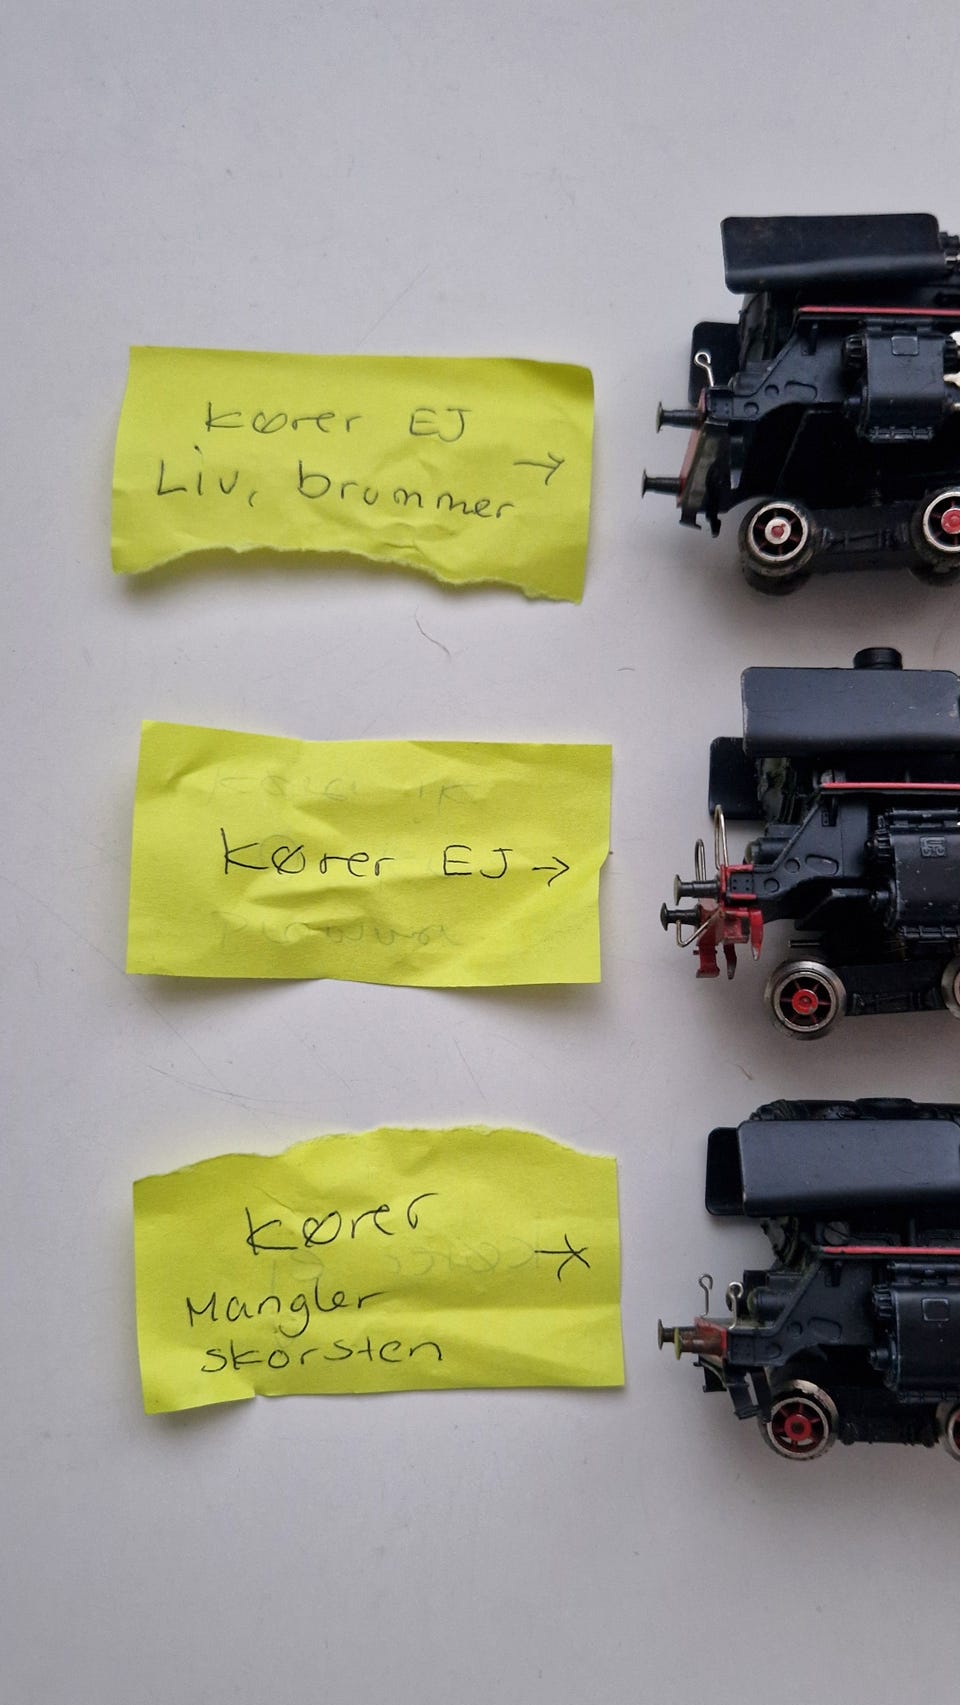 Kører EJ
Liv, brummer →
Kører EJ →
Kører
→
Mangler
skorsten